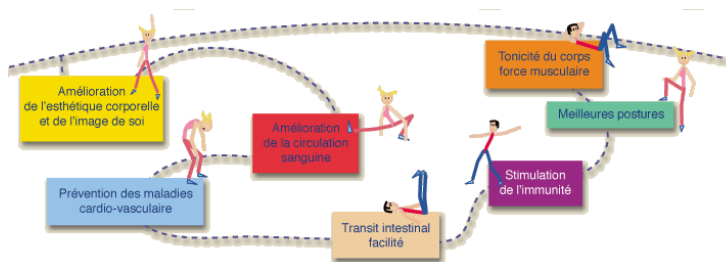 Amélioration
de l'esthétique corporelle
et de l'image de soi
Amélioration
de la circulation
sanguine
Prévention des maladies
cardio-vasculaire
Transit intestinal
facilité
Stimulation
de l'immunité
Meilleures postures
Tonicité du corps
force musculaire